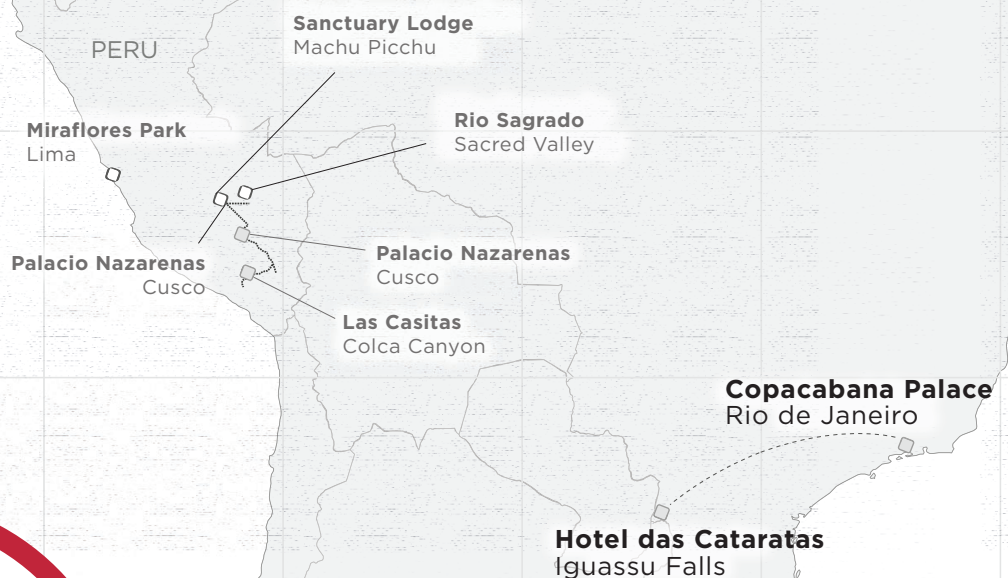 Sanctuary Lodge
Machu Picchu
PERU
Miraflores Park
Lima
Rio Sagrado
Sacred Valley
Palacio Nazarenas
Cusco
Palacio Nazarenas
Cusco
Las Casitas
Colca Canyon
Copacabana Palace
Rio de Janeiro
Hotel das Cataratas
Iguassu Falls